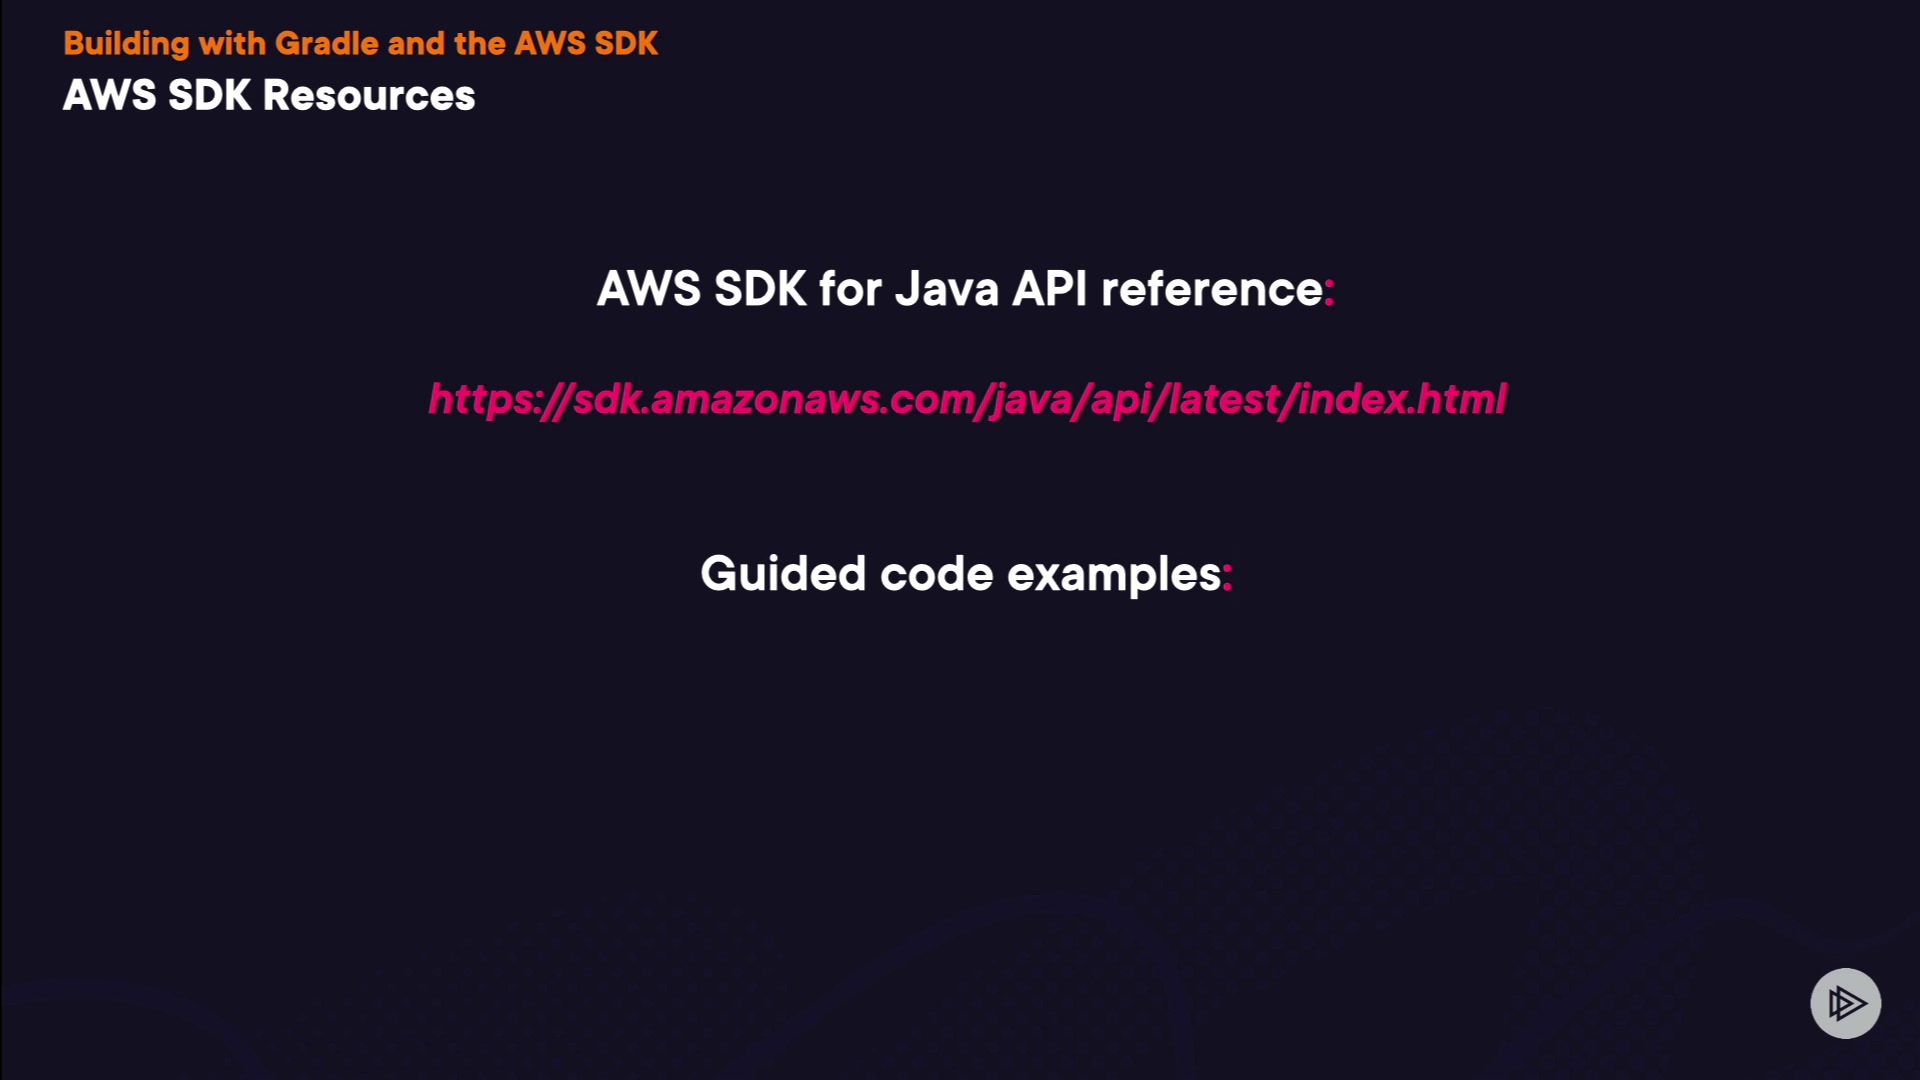 Building with Gradle and the AWS SDK
AWS SDK Resources
AWS SDK for Java API reference:
https://sdk.amazonaws.com/java/api/latest/index.html
Guided code examples: